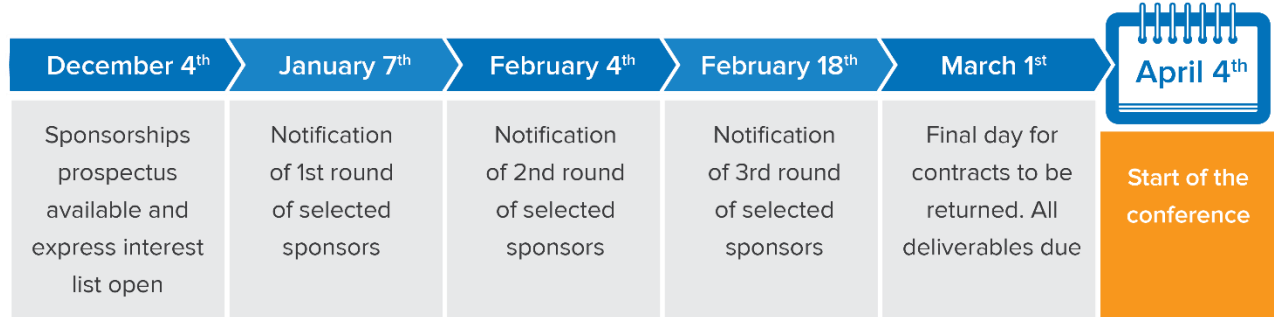 December 4th
January 7th
February 4th
February 18th
March 1st
April 4th
Sponsorships
prospectus
available and
express interest
list open
Notification
of 1st round
of selected
sponsors
Notification
of 2nd round
of selected
sponsors
Notification
of 3rd round
of selected
sponsors
Final day for
contracts to be
returned. All
deliverables due
Start of the
conference